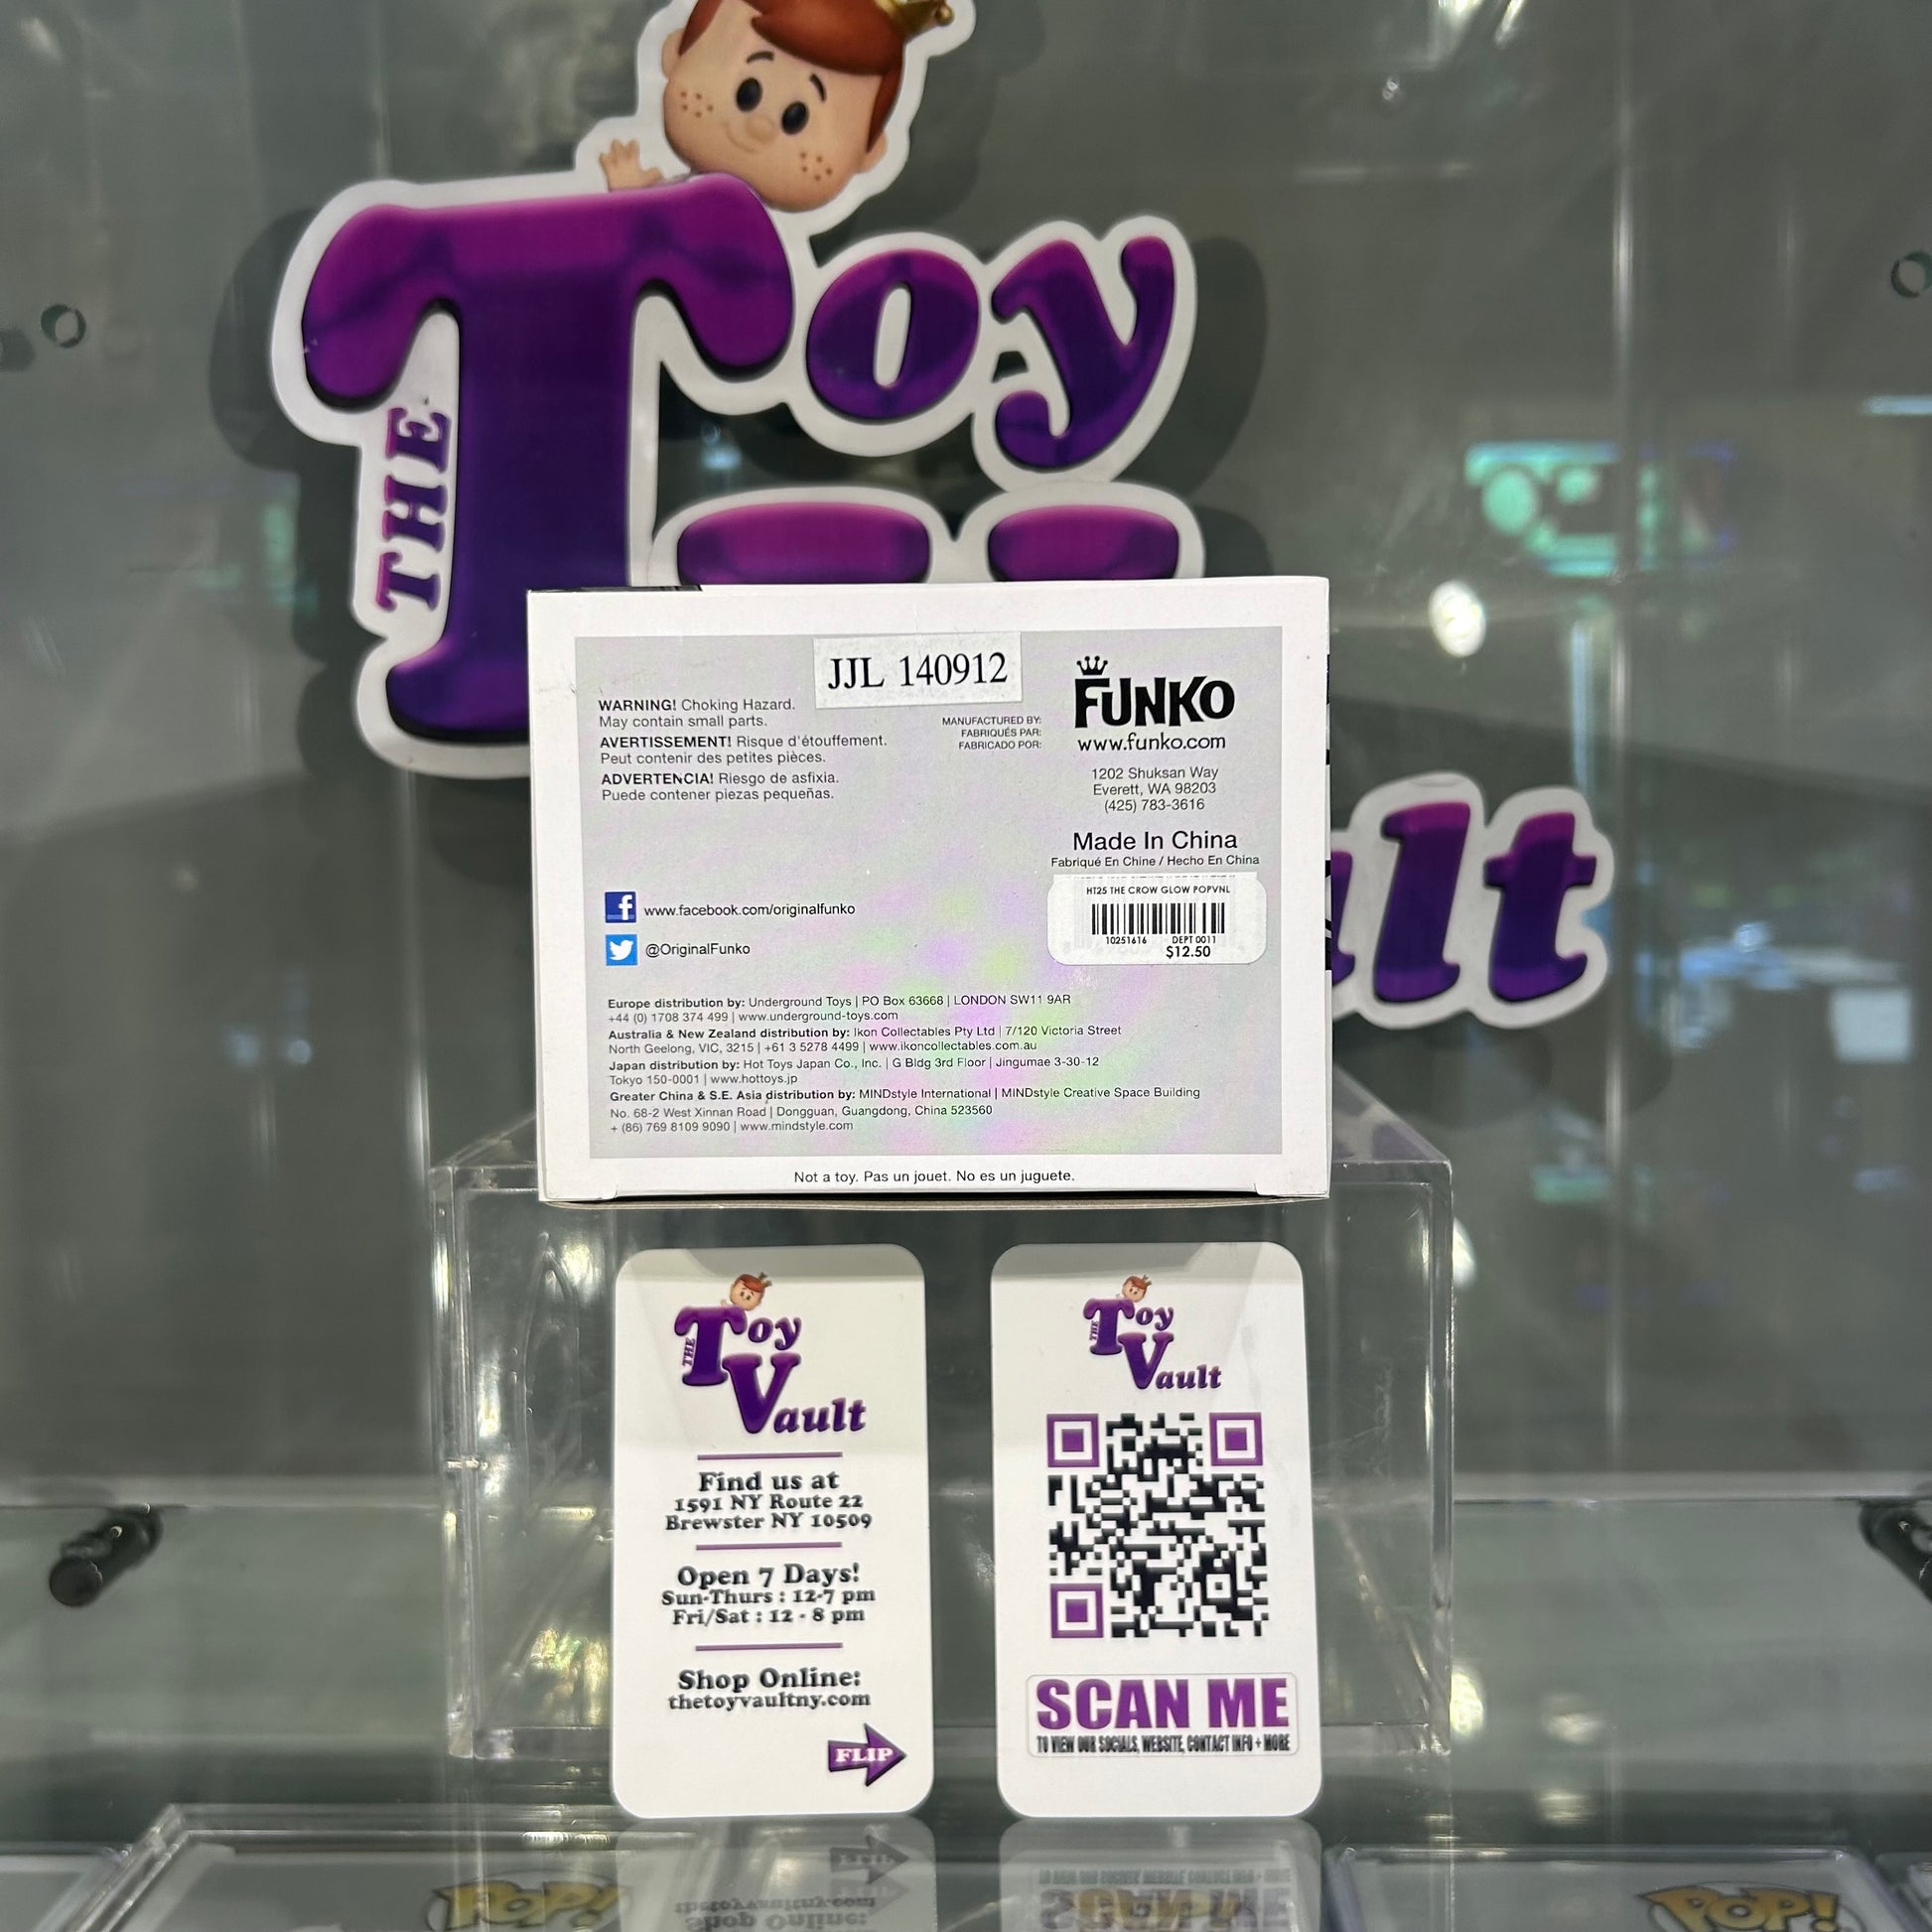 THE Toy
ult
JJL 140912
WARNING! Choking Hazard.
May contain small parts.
AVERTISSEMENT! Risque d'étouffement.
Peut contenir des petites pièces.
ADVERTENCIA! Riesgo de asfixia.
Puede contener piezas pequeñas.
MANUFACTURED BY:
FABRIQUÉS PAR:
FABRICADO POR:
FUNKO
www.funko.com
1202 Shuksan Way
Everett, WA 98203
(425) 783-3616
Made In China
Fabriqué En Chine / Hecho En China
HT25 THE CROW GLOW POPVNL
10251616 DEPT 0011
$12.50
www.facebook.com/originalfunko
@OriginalFunko
Europe distribution by: Underground Toys | PO Box 63668 | LONDON SW11 9AR
+44 (0) 1708 374 499 | www.underground-toys.com
Australia & New Zealand distribution by: Ikon Collectables Pty Ltd | 7/120 Victoria Street
North Geelong, VIC, 3215 | +61 3 5278 4499 | www.ikoncollectables.com.au
Japan distribution by: Hot Toys Japan Co., Inc. | G Bldg 3rd Floor | Jingumae 3-30-12
Tokyo 150-0001 | www.hottoys.jp
Greater China & S.E. Asia distribution by: MINDstyle International | MINDstyle Creative Space Building
No. 68-2 West Xinnan Road | Dongguan, Guangdong, China 523560
+ (86) 769 8109 9090 | www.mindstyle.com
Not a toy. Pas un jouet. No es un juguete.
THE Toy
Vault
Find us at
1591 NY Route 22
Brewster NY 10509
Open 7 Days!
Sun-Thurs : 12-7 pm
Fri/Sat : 12 - 8 pm
Shop Online:
thetoyvaultny.com
FLIP
THE Toy
Vault
SCAN ME
TO VIEW OUR SOCIALS, WEBSITE, CONTACT INFO + MORE
POP!
POP!